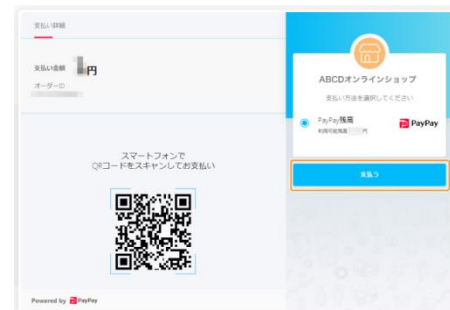 支払い詳細
支払い金額
円
オーダーID
スマートフォンで
QRコードをスキャンしてお支払い
Powered by PayPay
ABCDオンラインショップ
支払い方法を選択してください
PayPay残高
PayPay
利用可能残高 円
支払う